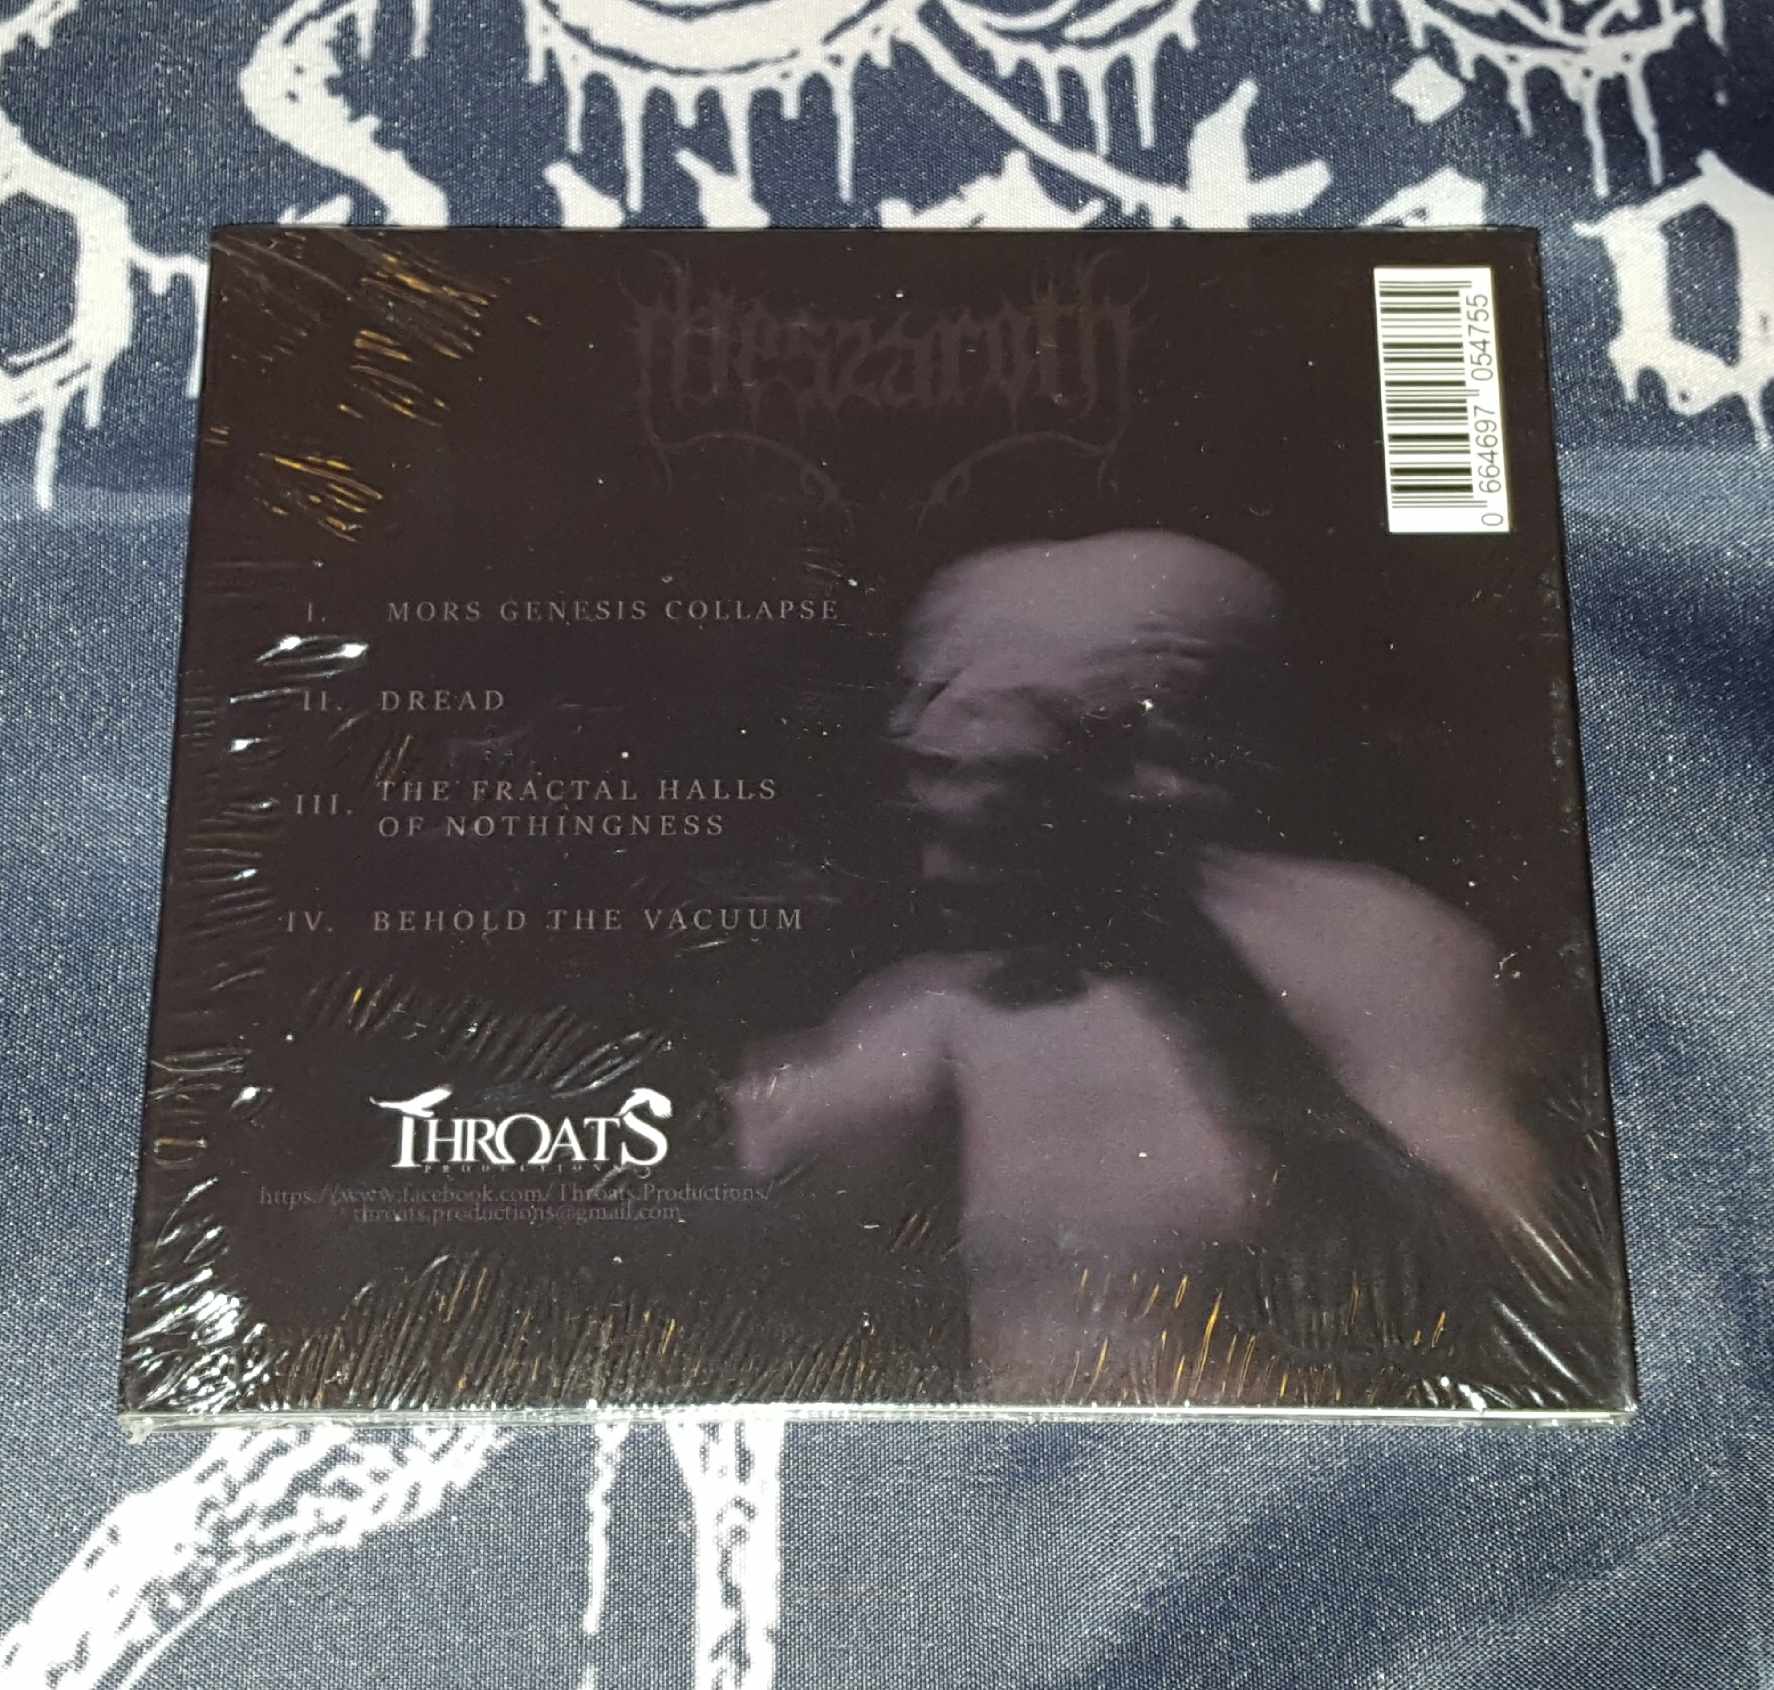 Meszaroth
0 664697 054755
I. MORS GENESIS COLLAPSE
II. DREAD
III. THE FRACTAL HALLS
OF NOTHINGNESS
IV. BEHOLD THE VACUUM
THROATS
PRODUCTIONS
https://www.facebook.com/Throats.Productions/
throats.productions@gmail.com